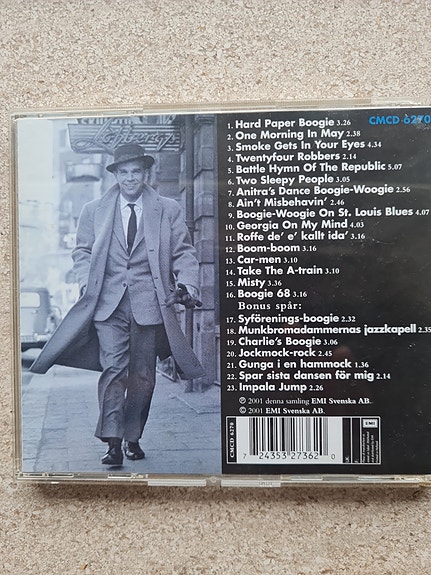 CMCD 6270
1. Hard Paper Boogie 3.26
2. One Morning In May 2.38
3. Smoke Gets In Your Eyes 4.34
4. Twentyfour Robbers 2.14
5. Battle Hymn Of The Republic 5.07
6. Two Sleepy People 3.05
7. Anitra's Dance Boogie-Woogie 2.56
8. Ain't Misbehavin' 2.46
9. Boogie-Woogie On St. Louis Blues 4.07
10. Georgia On My Mind 4.03
11. Roffe de' e' kallt ida' 3.16
12. Boom-boom 3.16
13. Car-men 3.10
14. Take The A-train 3.10
15. Misty 3.16
16. Boogie 68 3.16
Bonus spår:
17. Syförenings-boogie 2.32
18. Munkbromadammernas jazzkapell 2.35
19. Charlie's Boogie 3.06
20. Jockmock-rock 2.45
21. Gunga i en hammock 1.36
22. Spar sista dansen för mig 2.14
23. Impala Jump 2.26
℗ 2001 denna samling EMI Svenska AB.
© 2001 EMI Svenska AB.
CMCD 6270
7 24353 27362 0
EMI